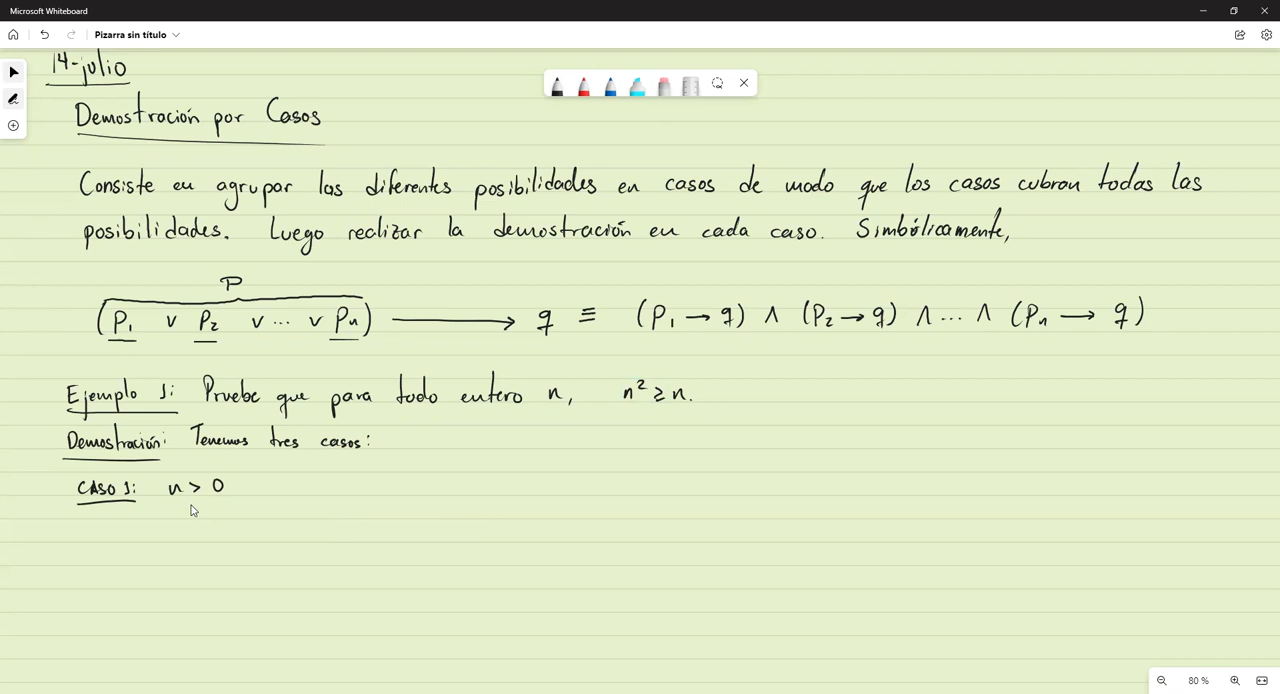 Microsoft Whiteboard
Pizarra sin título
14-julio
Demostración por Casos
Consiste en agrupar las diferentes posibilidades en casos de modo que los casos cubran todas las
posibilidades. Luego realizar la demostración en cada caso. Simbólicamente,
P
(P₁ ∨ P₂ ∨ ... ∨ Pₙ) ⟶ q ≡ (P₁ → q) ∧ (P₂ → q) ∧ ... ∧ (Pₙ ⟶ q)
Ejemplo 1: Pruebe que para todo entero n, n² ≥ n.
Demostración: Tenemos tres casos:
CASO 1: n > 0
80 %